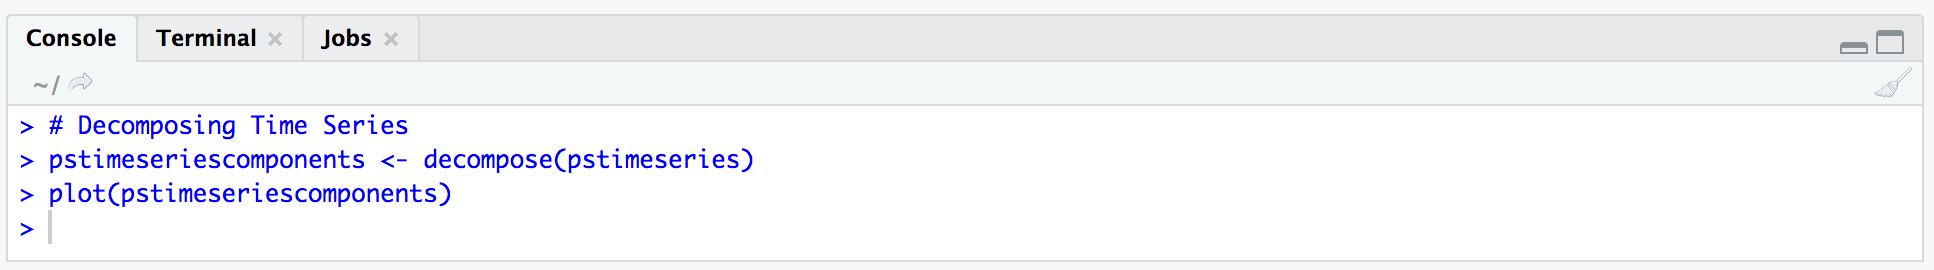 Console Terminal × Jobs ×
~/
> # Decomposing Time Series
> pstimeseriescomponents <- decompose(pstimeseries)
> plot(pstimeseriescomponents)
>